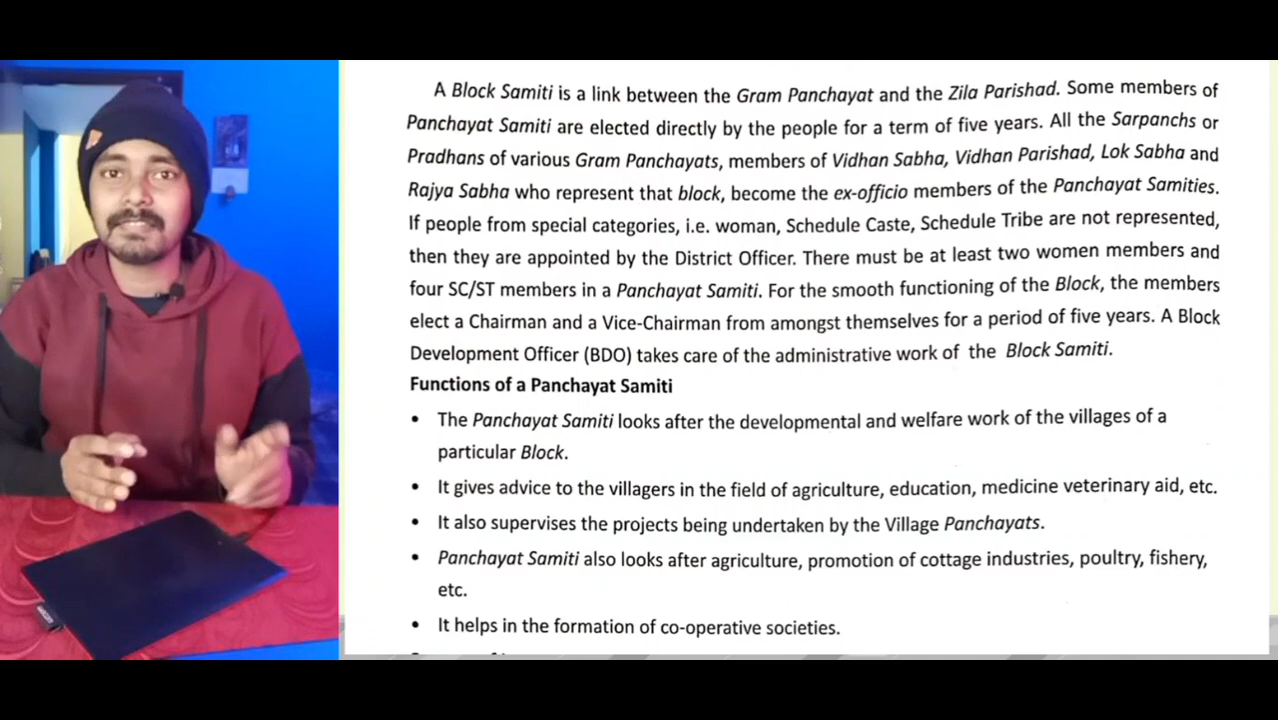 A Block Samiti is a link between the Gram Panchayat and the Zila Parishad. Some members of
Panchayat Samiti are elected directly by the people for a term of five years. All the Sarpanchs or
Pradhans of various Gram Panchayats, members of Vidhan Sabha, Vidhan Parishad, Lok Sabha and
Rajya Sabha who represent that block, become the ex-officio members of the Panchayat Samities.
If people from special categories, i.e. woman, Schedule Caste, Schedule Tribe are not represented,
then they are appointed by the District Officer. There must be at least two women members and
four SC/ST members in a Panchayat Samiti. For the smooth functioning of the Block, the members
elect a Chairman and a Vice-Chairman from amongst themselves for a period of five years. A Block
Development Officer (BDO) takes care of the administrative work of the Block Samiti.
Functions of a Panchayat Samiti
• The Panchayat Samiti looks after the developmental and welfare work of the villages of a
particular Block.
• It gives advice to the villagers in the field of agriculture, education, medicine veterinary aid, etc.
• It also supervises the projects being undertaken by the Village Panchayats.
• Panchayat Samiti also looks after agriculture, promotion of cottage industries, poultry, fishery,
etc.
• It helps in the formation of co-operative societies.